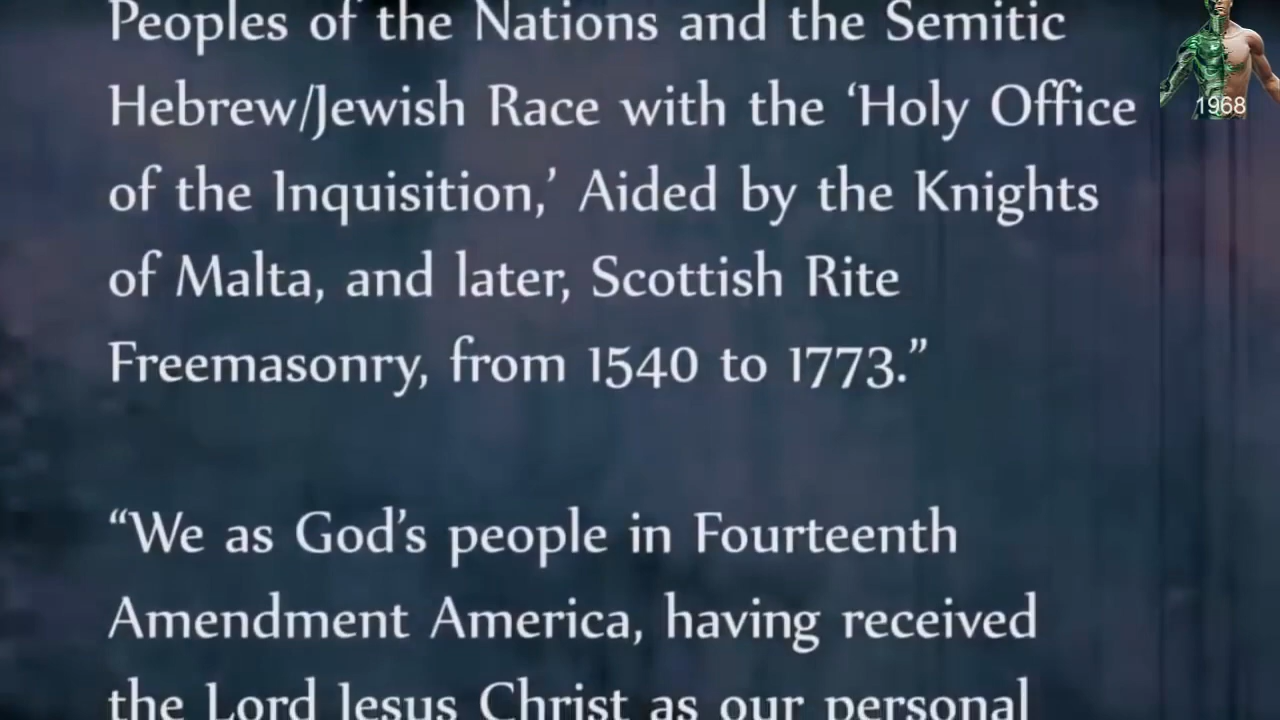 Peoples of the Nations and the Semitic
Hebrew/Jewish Race with the ‘Holy Office
of the Inquisition,’ Aided by the Knights
of Malta, and later, Scottish Rite
Freemasonry, from 1540 to 1773.”
“We as God’s people in Fourteenth
Amendment America, having received
the Lord Jesus Christ as our personal
1968